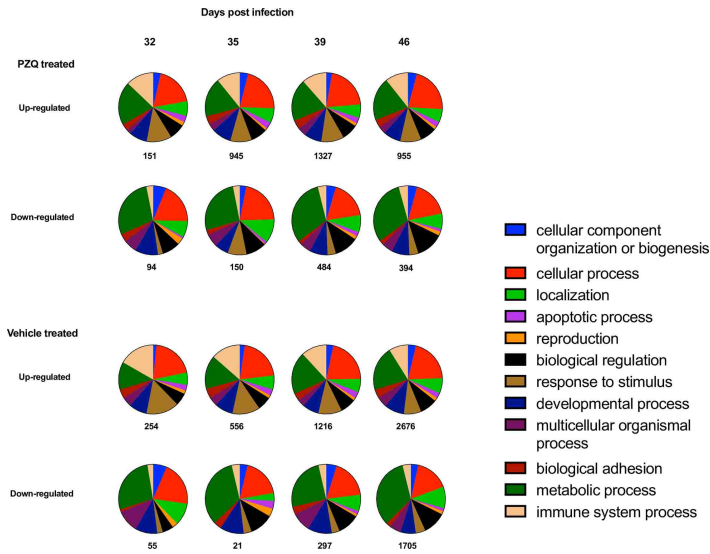 Days post infection
32 35 39 46
PZQ treated
Up-regulated
151 945 1327 955
Down-regulated
94 150 484 394
Vehicle treated
Up-regulated
254 556 1216 2676
Down-regulated
55 21 297 1705
cellular component
organization or biogenesis
cellular process
localization
apoptotic process
reproduction
biological regulation
response to stimulus
developmental process
multicellular organismal
process
biological adhesion
metabolic process
immune system process